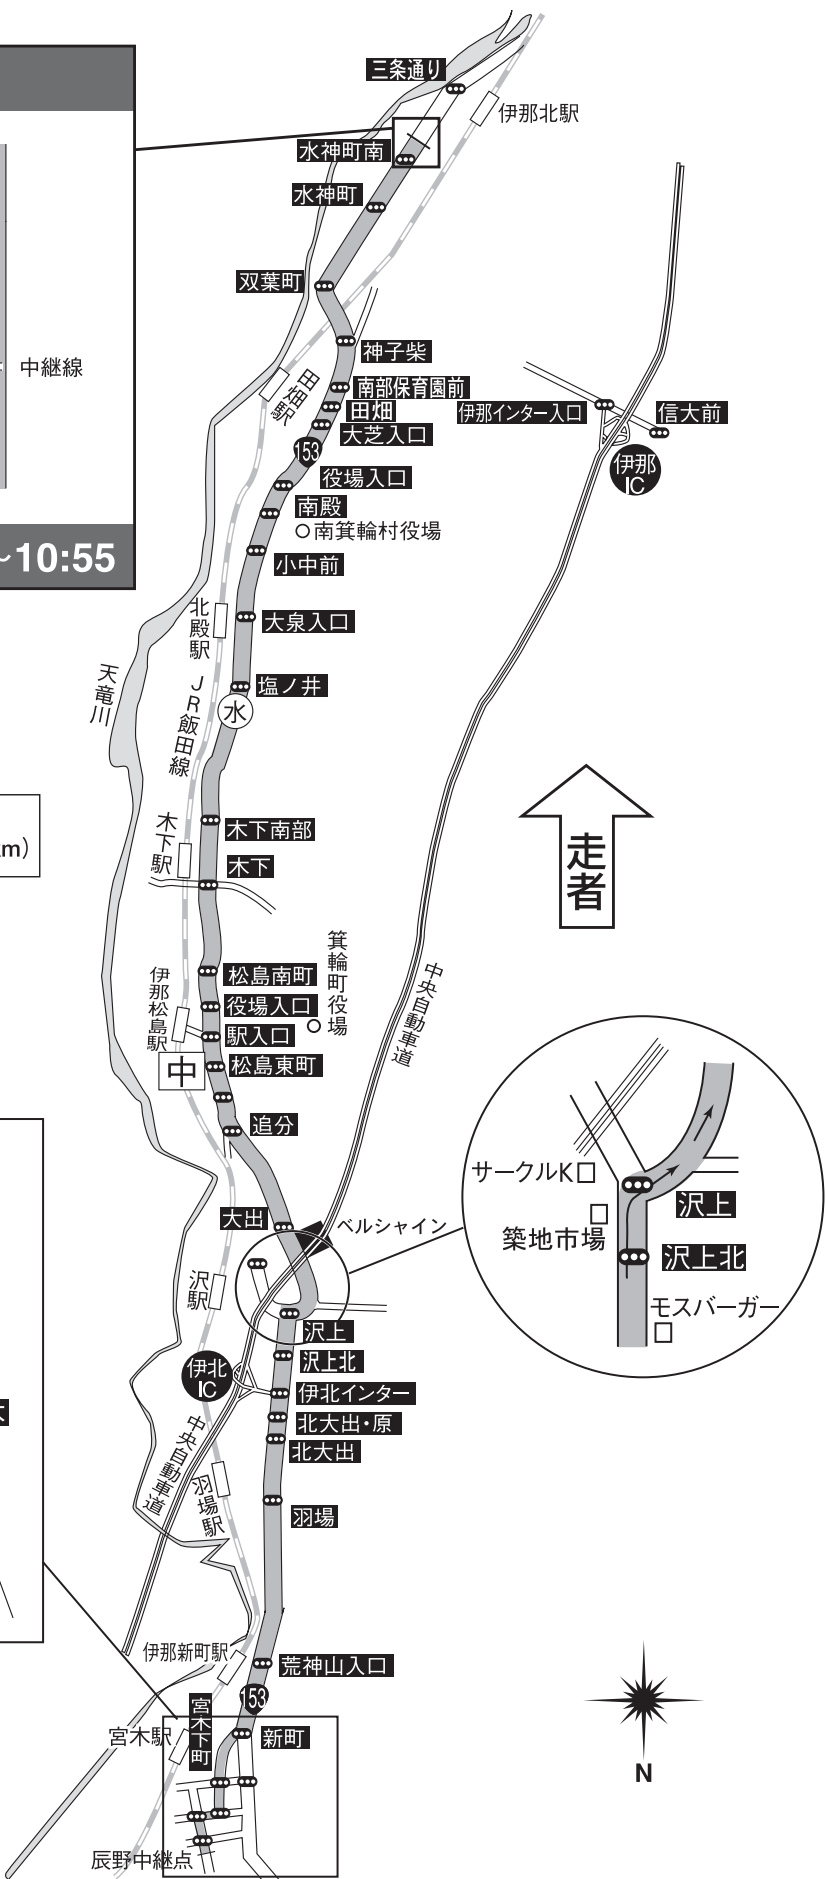 三条通り
伊那北駅
水神町南
水神町
双葉町
中継線
神子柴
田畑駅
南部保育園前
田畑
大芝入口
伊那インター入口
信大前
153
伊那
IC
役場入口
南殿
南箕輪村役場
~10:55
小中前
北殿駅
大泉入口
天竜川
JR飯田線
塩ノ井
水
木下駅
木下南部
km)
木下
走者
箕輪町役場
伊那松島駅
松島南町
役場入口
駅入口
中央自動車道
松島東町
中
追分
サークルK
沢上
大出
ベルシャイン
築地市場
沢上北
沢駅
モスバーガー
沢上
沢上北
伊北
IC
伊北インター
北大出・原
中央自動車道
北大出
羽場駅
羽場
伊那新町駅
荒神山入口
153
宮木駅
宮木下町
新町
N
辰野中継点